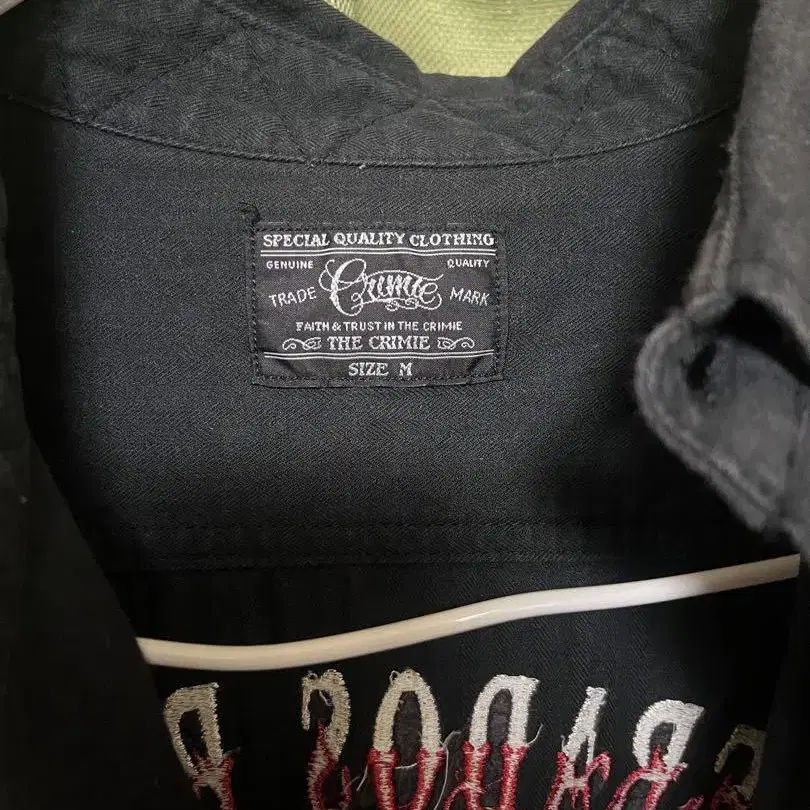 SPECIAL QUALITY CLOTHING
GENUINE QUALITY
TRADE Crimie MARK
FAITH & TRUST IN THE CRIMIE
THE CRIMIE
SIZE M